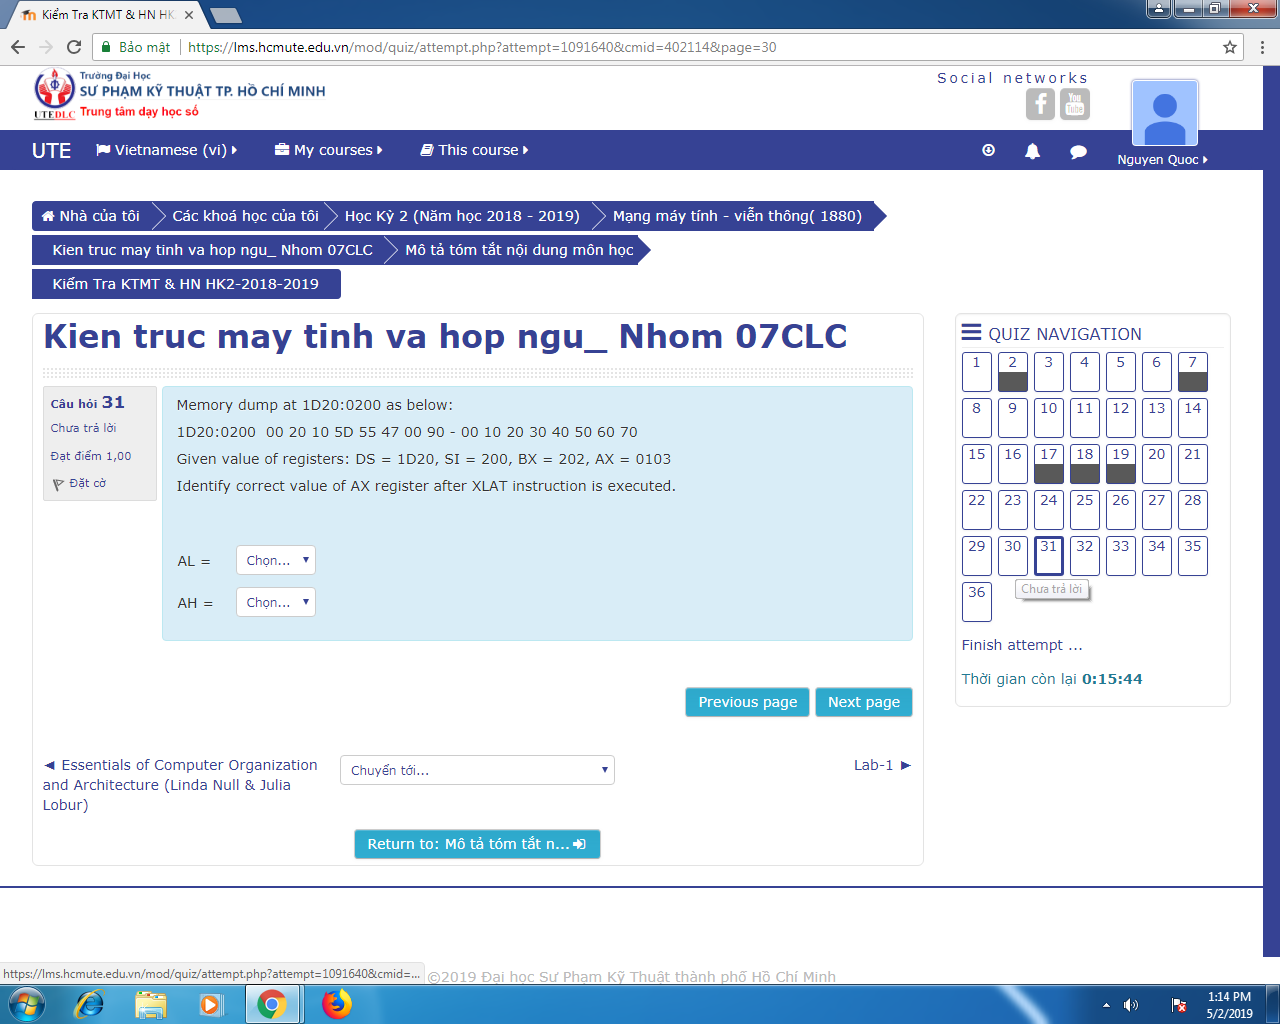 Kiểm Tra KTMT & HN HK
Bảo mật
https://lms.hcmute.edu.vn/mod/quiz/attempt.php?attempt=1091640&cmid=402114&page=30
Trường Đại Học
SƯ PHẠM KỸ THUẬT TP. HỒ CHÍ MINH
UTEDLC
Trung tâm dạy học số
Social networks
You
Tube
UTE
Vietnamese (vi)
My courses
This course
Nguyen Quoc
Nhà của tôi
Các khoá học của tôi
Học Kỳ 2 (Năm học 2018 - 2019)
Mạng máy tính - viễn thông( 1880)
Kien truc may tinh va hop ngu_ Nhom 07CLC
Mô tả tóm tắt nội dung môn học
Kiểm Tra KTMT & HN HK2-2018-2019
Kien truc may tinh va hop ngu_ Nhom 07CLC
Câu hỏi 31
Chưa trả lời
Đạt điểm 1,00
Đặt cờ
Memory dump at 1D20:0200 as below:
1D20:0200 00 20 10 5D 55 47 00 90 - 00 10 20 30 40 50 60 70
Given value of registers: DS = 1D20, SI = 200, BX = 202, AX = 0103
Identify correct value of AX register after XLAT instruction is executed.
AL = Chọn...
AH = Chọn...
Previous page
Next page
◄ Essentials of Computer Organization
and Architecture (Linda Null & Julia
Lobur)
Chuyển tới...
Lab-1 ►
Return to: Mô tả tóm tắt n...
QUIZ NAVIGATION
1 2 3 4 5 6 7
8 9 10 11 12 13 14
15 16 17 18 19 20 21
22 23 24 25 26 27 28
29 30 31 32 33 34 35
36
Chưa trả lời
Finish attempt ...
Thời gian còn lại 0:15:44
https://lms.hcmute.edu.vn/mod/quiz/attempt.php?attempt=1091640&cmid=...
©2019 Đại học Sư Phạm Kỹ Thuật thành phố Hồ Chí Minh
1:14 PM
5/2/2019